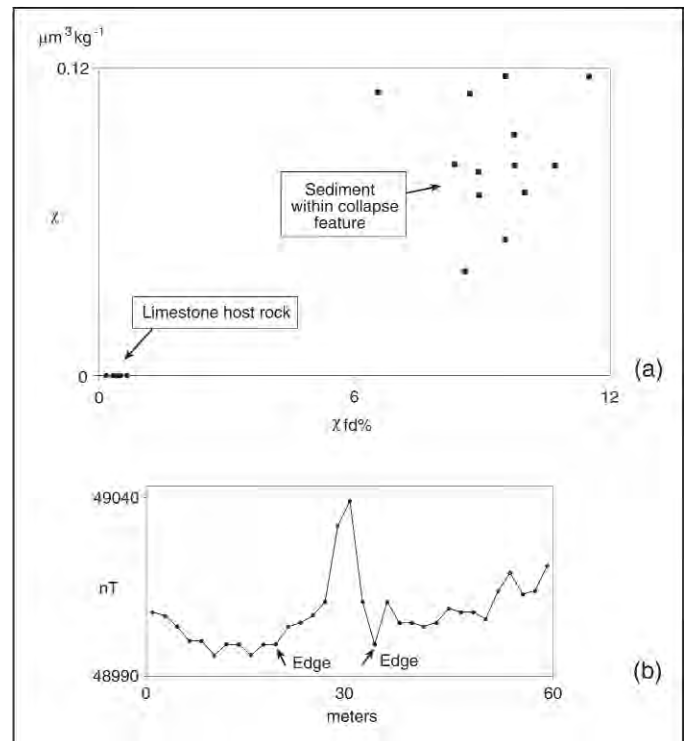 μm³kg⁻¹
0.12
χ
Sediment
within collapse
feature
Limestone host rock
0
(a)
0
6
12
χfd%
49040
nT
Edge
Edge
48990
(b)
0
30
60
meters